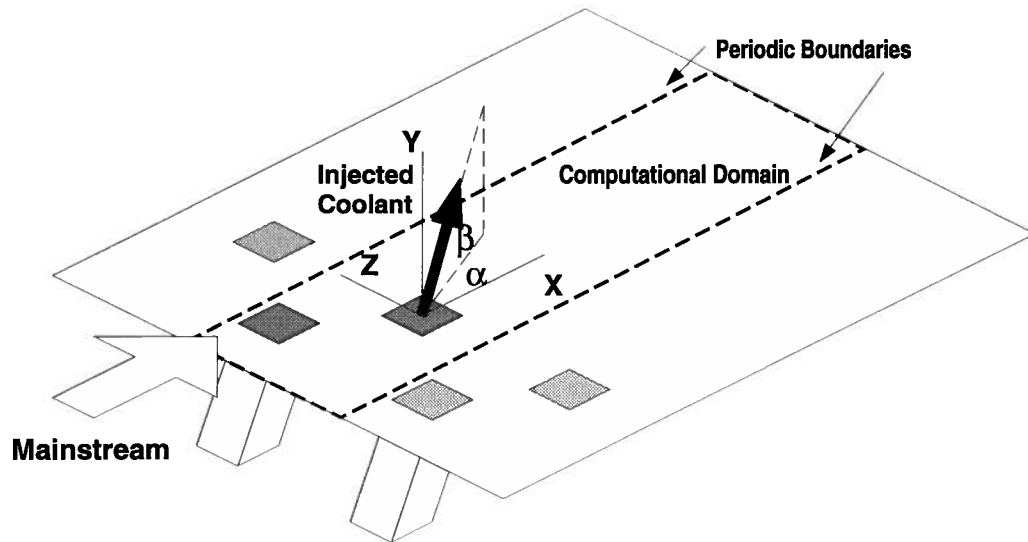 Periodic Boundaries
Y
Injected
Coolant
Computational Domain
β
Z
α
X
Mainstream